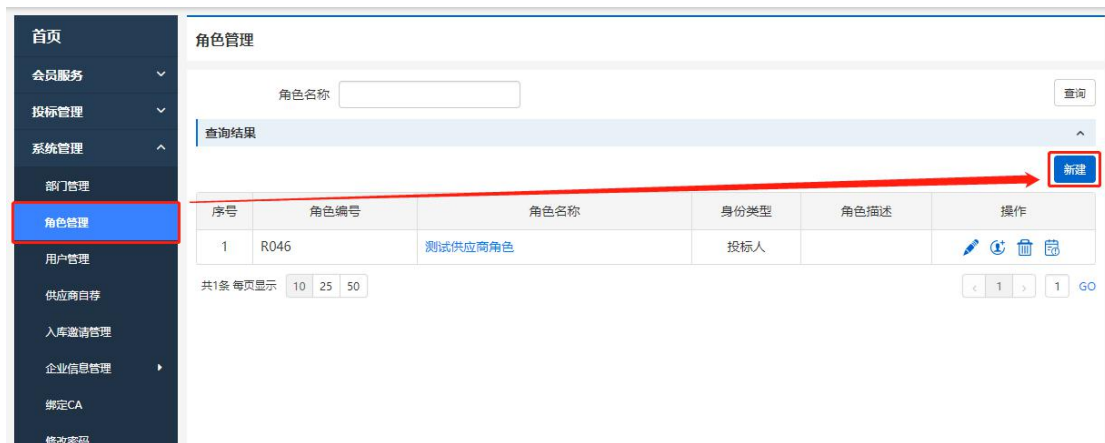 首页
会员服务
投标管理
系统管理
部门管理
角色管理
用户管理
供应商自荐
入库邀请管理
企业信息管理
绑定CA
修改密码
角色管理
角色名称
查询
查询结果
新建
序号 角色编号 角色名称 身份类型 角色描述 操作
1 R046 测试供应商角色 投标人
共1条 每页显示 10 25 50 < 1 > 1 GO